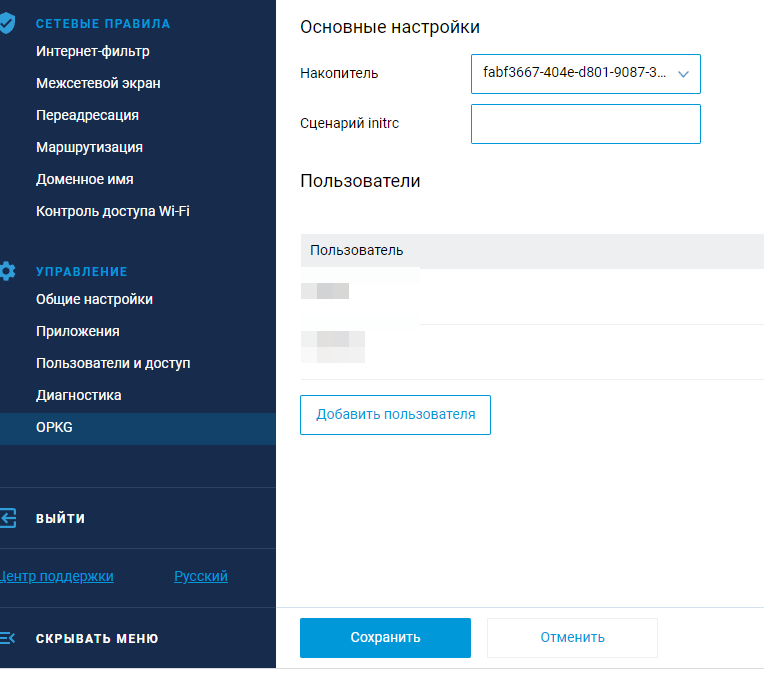 СЕТЕВЫЕ ПРАВИЛА
Интернет-фильтр
Межсетевой экран
Переадресация
Маршрутизация
Доменное имя
Контроль доступа Wi-Fi
УПРАВЛЕНИЕ
Общие настройки
Приложения
Пользователи и доступ
Диагностика
OPKG
ВЫЙТИ
Центр поддержки
Русский
СКРЫВАТЬ МЕНЮ
Основные настройки
Накопитель
fabf3667-404e-d801-9087-3...
Сценарий initrc
Пользователи
Пользователь
Добавить пользователя
Сохранить
Отменить